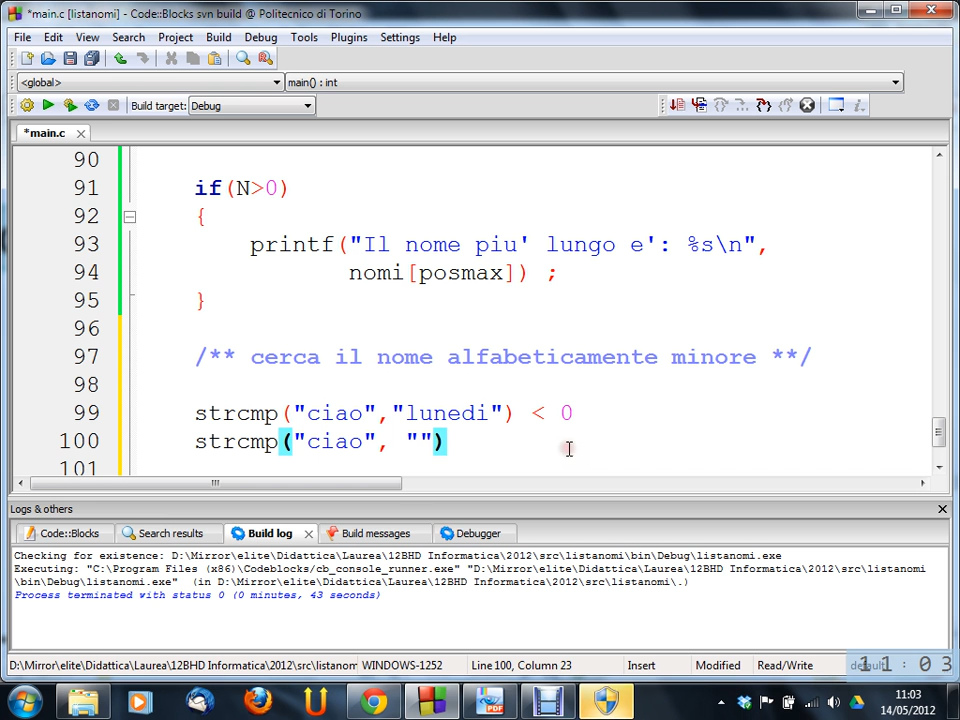 *main.c [listanomi] - Code::Blocks svn build @ Politecnico di Torino
File Edit View Search Project Build Debug Tools Plugins Settings Help
<global> main() : int
Build target: Debug
*main.c
90
91 if(N>0)
92 {
93 printf("Il nome piu' lungo e': %s\n",
94 nomi[posmax]) ;
95 }
96
97 /** cerca il nome alfabeticamente minore **/
98
99 strcmp("ciao","lunedi") < 0
100 strcmp("ciao", "")
101
Logs & others
Code::Blocks Search results Build log Build messages Debugger
Checking for existence: D:\Mirror\elite\Didattica\Laurea\12BHD Informatica\2012\src\listanomi\bin\Debug\listanomi.exe
Executing: "C:\Program Files (x86)\Codeblocks/cb_console_runner.exe" "D:\Mirror\elite\Didattica\Laurea\12BHD Informatica\2012\src\listanomi
\bin\Debug\listanomi.exe" (in D:\Mirror\elite\Didattica\Laurea\12BHD Informatica\2012\src\listanomi\.)
Process terminated with status 0 (0 minutes, 43 seconds)
D:\Mirror\elite\Didattica\Laurea\12BHD Informatica\2012\src\listanom WINDOWS-1252 Line 100, Column 23 Insert Modified Read/Write default
11:03
11:03
14/05/2012